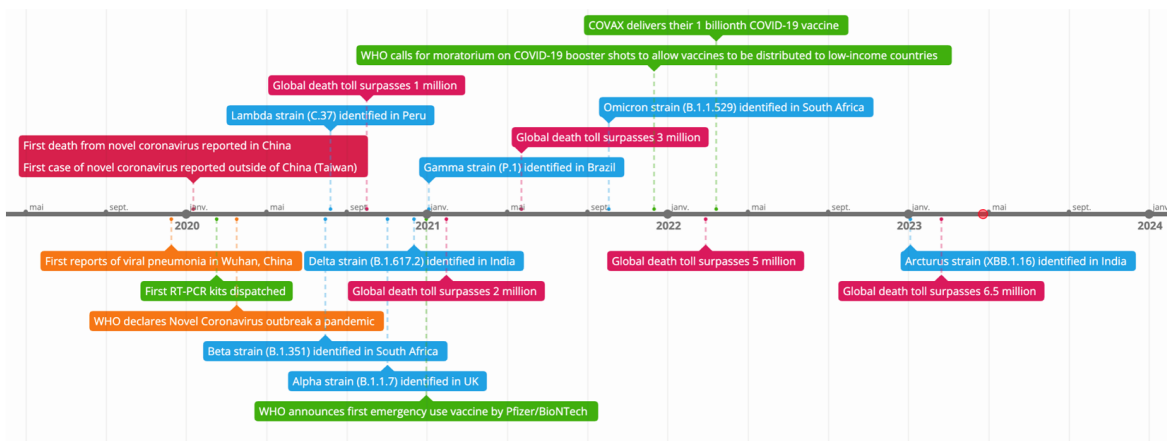 COVAX delivers their 1 billionth COVID-19 vaccine
WHO calls for moratorium on COVID-19 booster shots to allow vaccines to be distributed to low-income countries
Global death toll surpasses 1 million
Omicron strain (B.1.1.529) identified in South Africa
Lambda strain (C.37) identified in Peru
Global death toll surpasses 3 million
First death from novel coronavirus reported in China
First case of novel coronavirus reported outside of China (Taiwan)
Gamma strain (P.1) identified in Brazil
mai sept. janv. mai sept. janv. mai sept. janv. mai sept. janv. mai sept. janv
2020 2021 2022 2023 2024
First reports of viral pneumonia in Wuhan, China
Delta strain (B.1.617.2) identified in India
Global death toll surpasses 5 million
Arcturus strain (XBB.1.16) identified in India
First RT-PCR kits dispatched
Global death toll surpasses 2 million
Global death toll surpasses 6.5 million
WHO declares Novel Coronavirus outbreak a pandemic
Beta strain (B.1.351) identified in South Africa
Alpha strain (B.1.1.7) identified in UK
WHO announces first emergency use vaccine by Pfizer/BioNTech